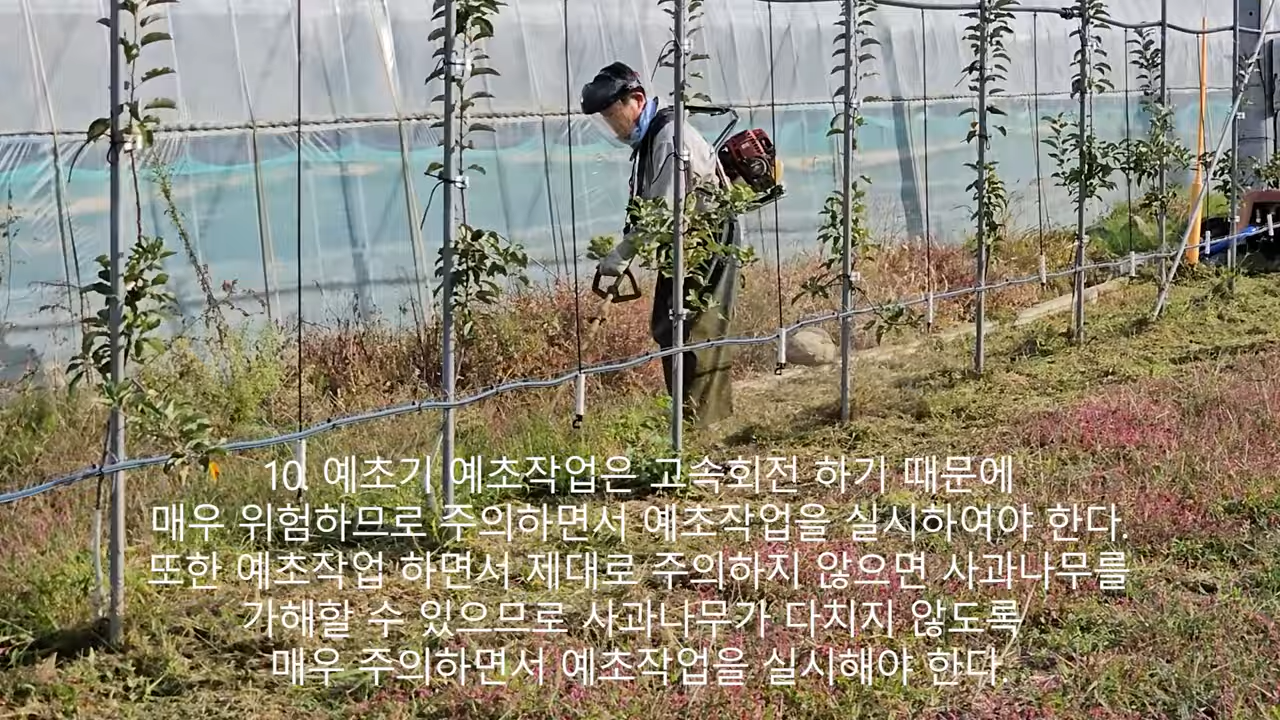 10. 예초기 예초작업은 고속회전 하기 때문에
매우 위험하므로 주의하면서 예초작업을 실시하여야 한다.
또한 예초작업 하면서 제대로 주의하지 않으면 사과나무를
가해할 수 있으므로 사과나무가 다치지 않도록
매우 주의하면서 예초작업을 실시해야 한다.